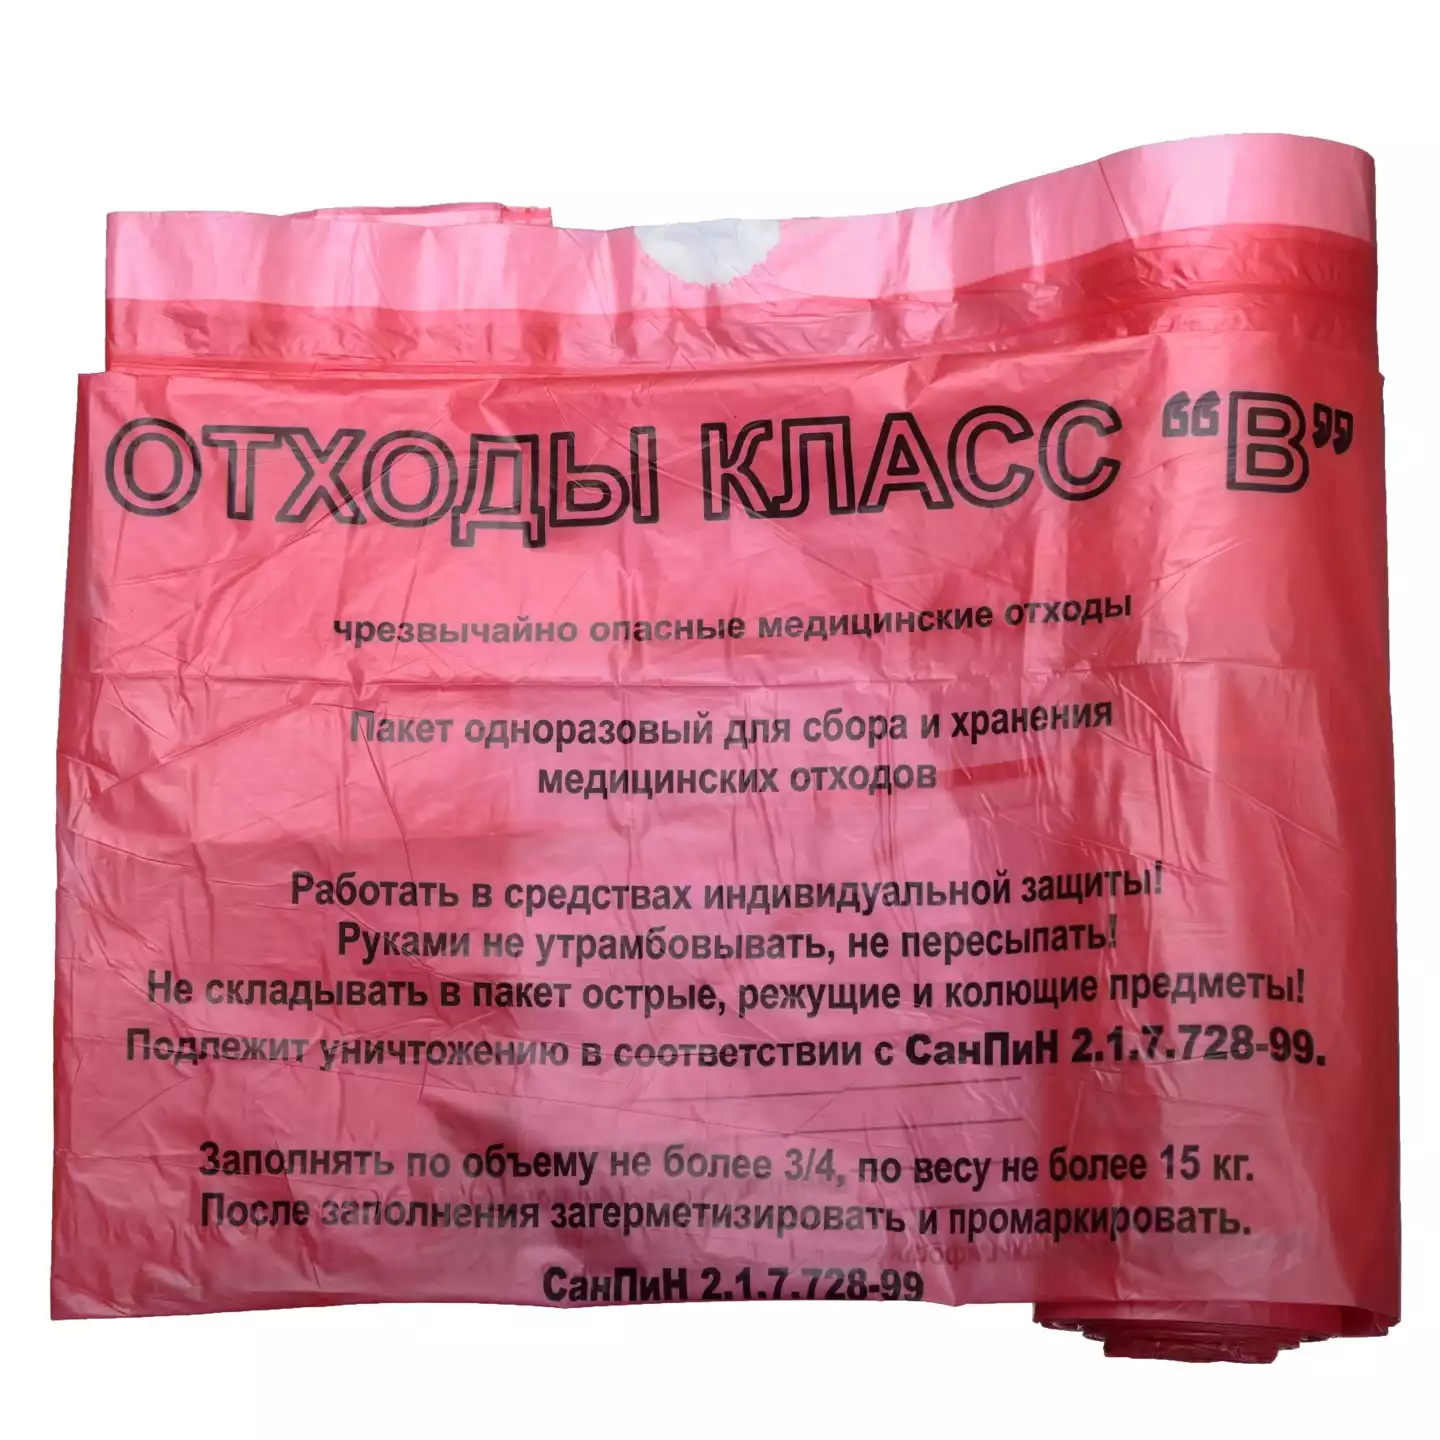 ОТХОДЫ КЛАСС “В”
чрезвычайно опасные медицинские отходы
Пакет одноразовый для сбора и хранения
медицинских отходов
Работать в средствах индивидуальной защиты!
Руками не утрамбовывать, не пересыпать!
Не складывать в пакет острые, режущие и колющие предметы!
Подлежит уничтожению в соответствии с СанПиН 2.1.7.728-99.
Заполнять по объему не более 3/4, по весу не более 15 кг.
После заполнения загерметизировать и промаркировать.
СанПиН 2.1.7.728-99